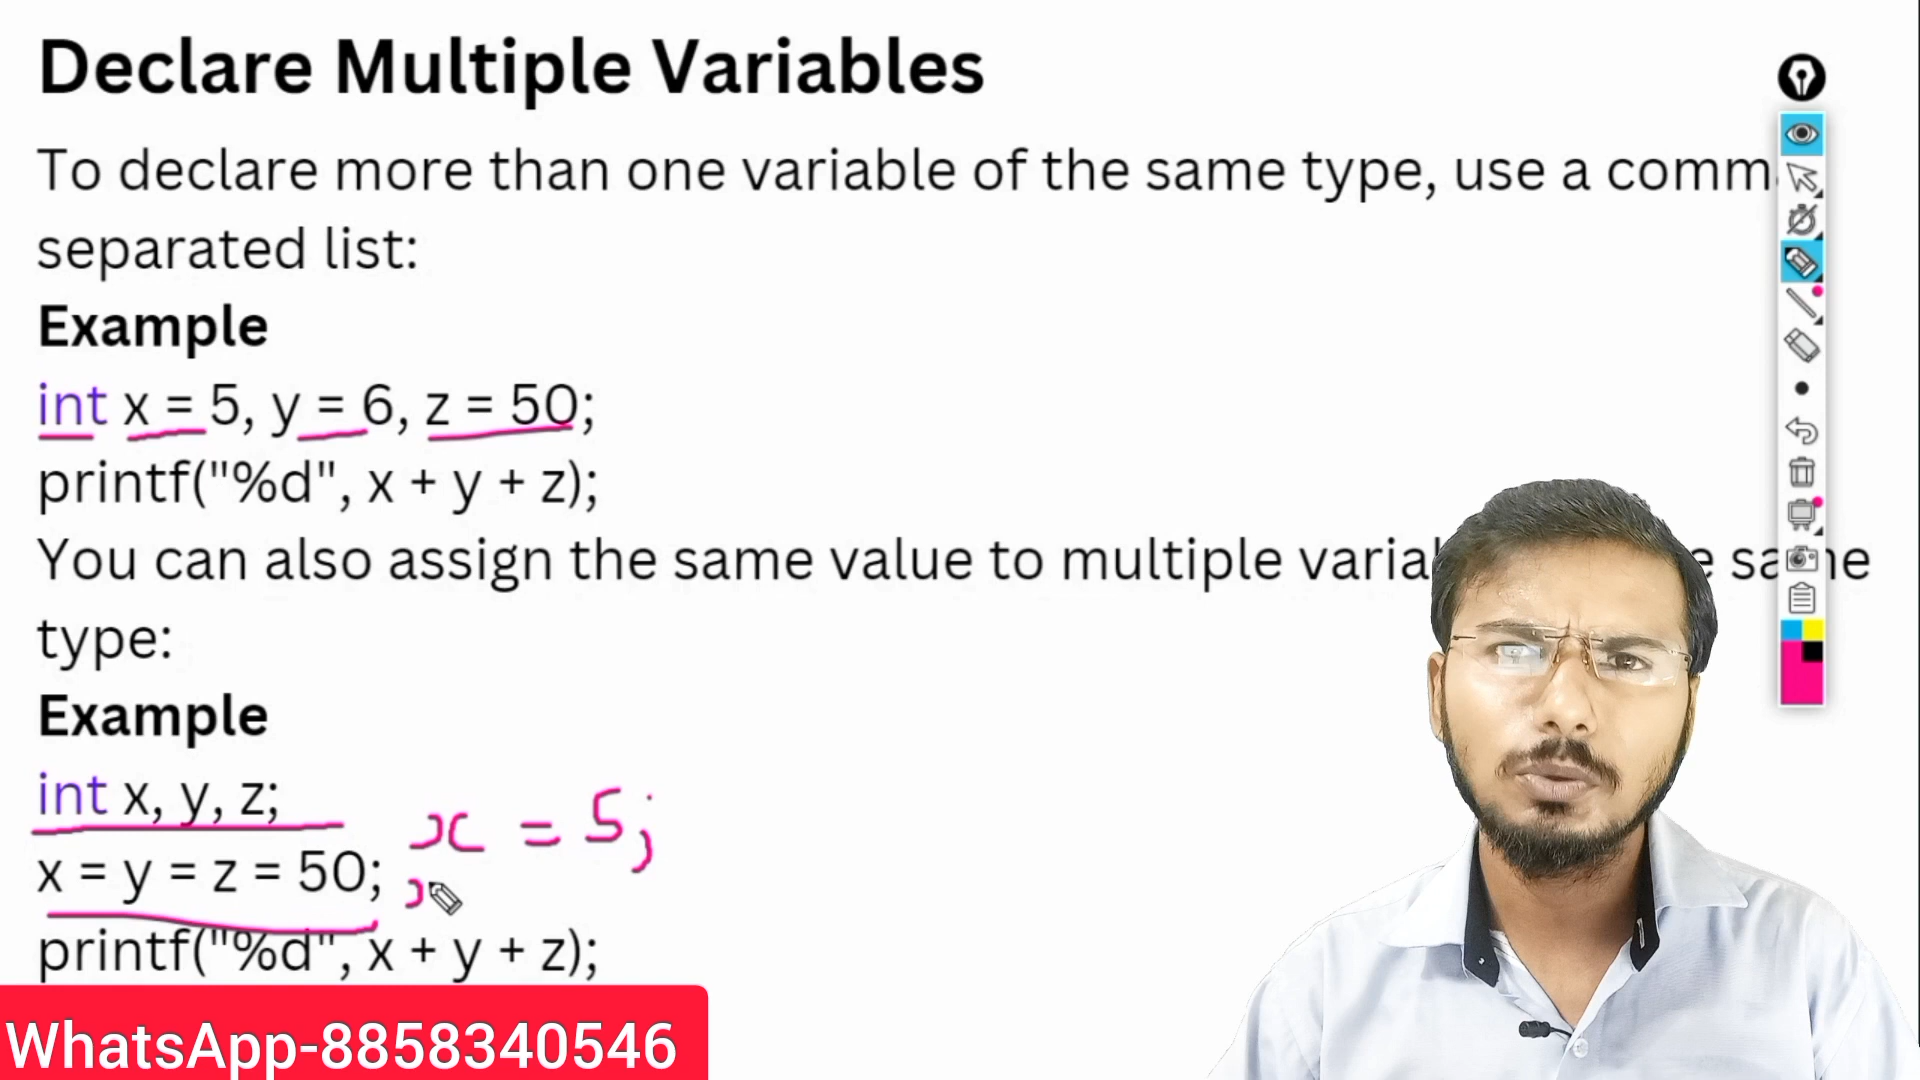 Declare Multiple Variables
To declare more than one variable of the same type, use a comm
separated list:
Example
int x = 5, y = 6, z = 50;
printf("%d", x + y + z);
You can also assign the same value to multiple same
type:
Example
int x, y, z;
x = 5;
x = y = z = 50;
printf("%d", x + y + z);
WhatsApp-8858340546